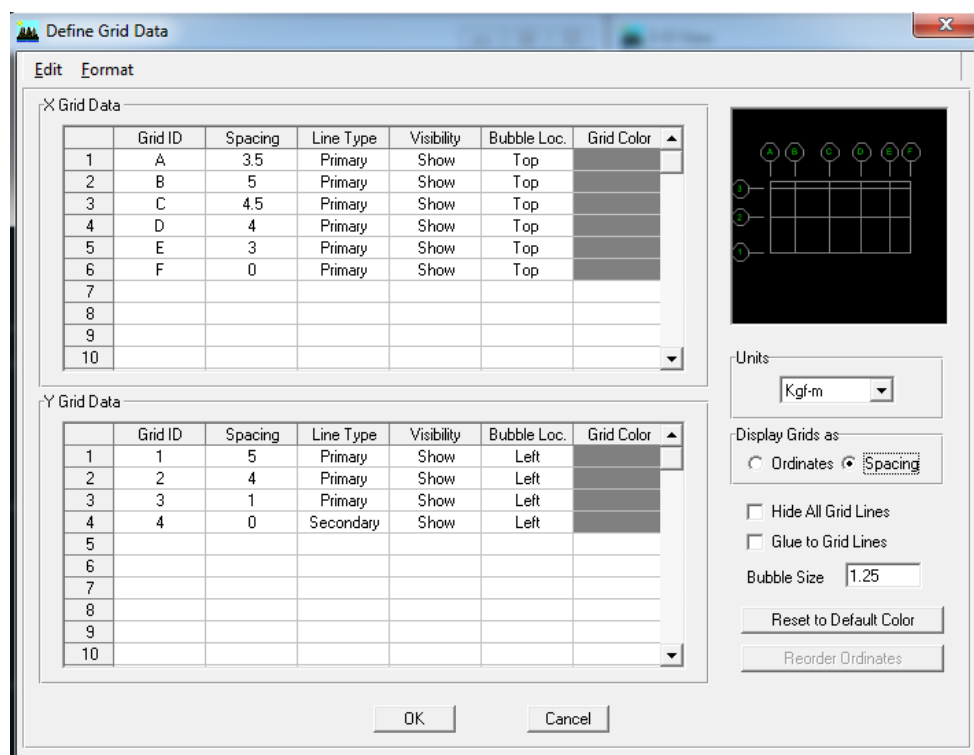 Define Grid Data
Edit Format
X Grid Data
Grid ID Spacing Line Type Visibility Bubble Loc. Grid Color
1 A 3.5 Primary Show Top
2 B 5 Primary Show Top
3 C 4.5 Primary Show Top
4 D 4 Primary Show Top
5 E 3 Primary Show Top
6 F 0 Primary Show Top
7
8
9
10
A B C D E F
3
2
1
Units
Kgf-m
Y Grid Data
Grid ID Spacing Line Type Visibility Bubble Loc. Grid Color
1 1 5 Primary Show Left
2 2 4 Primary Show Left
3 3 1 Primary Show Left
4 4 0 Secondary Show Left
5
6
7
8
9
10
Display Grids as
Ordinates Spacing
Hide All Grid Lines
Glue to Grid Lines
Bubble Size 1.25
Reset to Default Color
Reorder Ordinates
OK Cancel